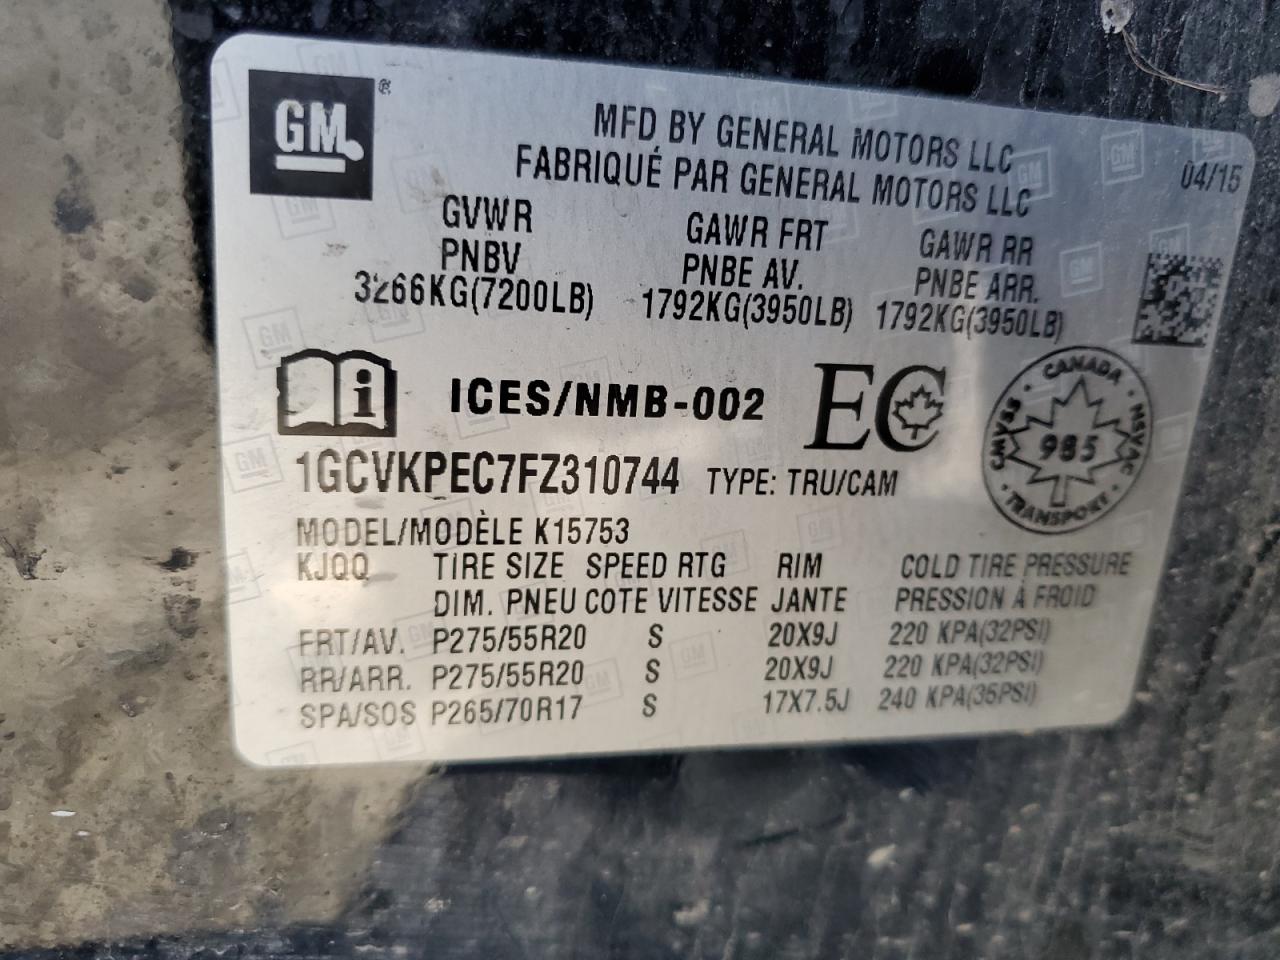 GM
MFD BY GENERAL MOTORS LLC
FABRIQUÉ PAR GENERAL MOTORS LLC
04/15
GVWR GAWR FRT GAWR RR
PNBV PNBE AV. PNBE ARR.
3266KG(7200LB) 1792KG(3950LB) 1792KG(3950LB)
ICES/NMB-002 EC
CANADA
CMVSS 985 NSVAC
TRANSPORT
1GCVKPEC7FZ310744 TYPE: TRU/CAM
MODEL/MODÈLE K15753
KJQQ TIRE SIZE SPEED RTG RIM COLD TIRE PRESSURE
DIM. PNEU COTE VITESSE JANTE PRESSION À FROID
FRT/AV. P275/55R20 S 20X9J 220 KPA(32PSI)
RR/ARR. P275/55R20 S 20X9J 220 KPA(32PSI)
SPA/SOS P265/70R17 S 17X7.5J 240 KPA(35PSI)